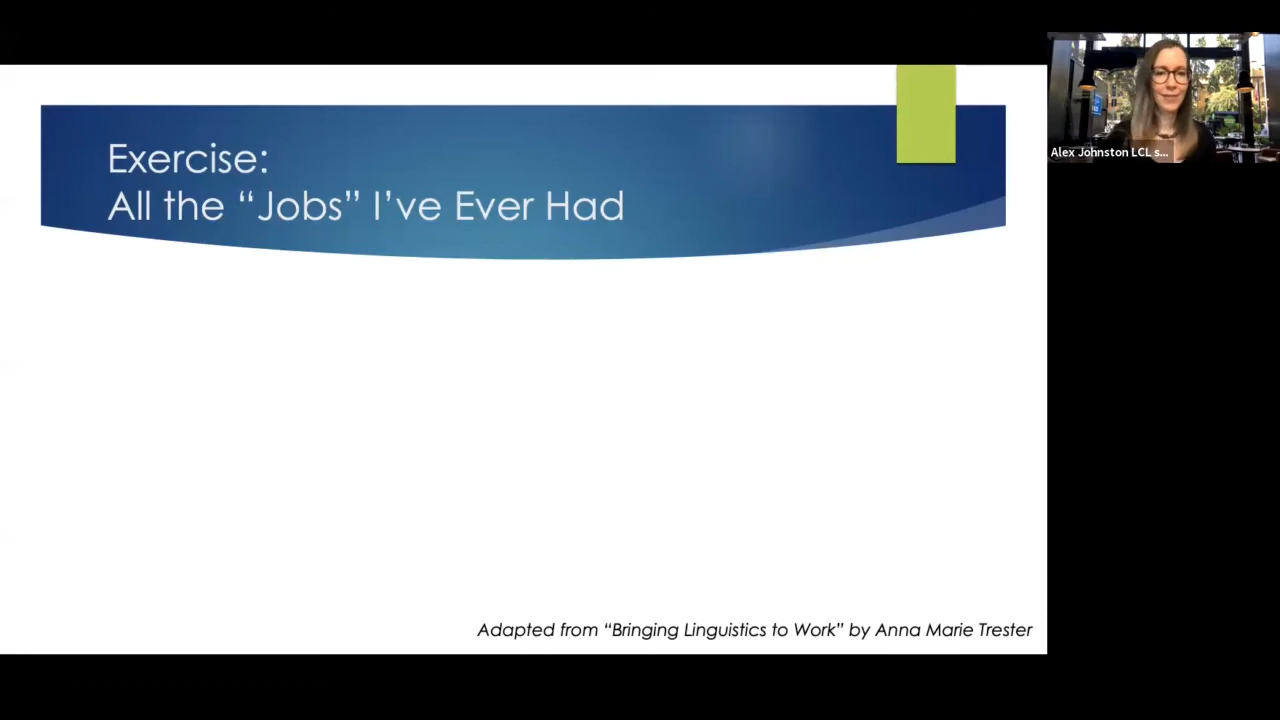 Exercise:
All the “Jobs” I’ve Ever Had
Alex Johnston LCL s...
Adapted from “Bringing Linguistics to Work” by Anna Marie Trester